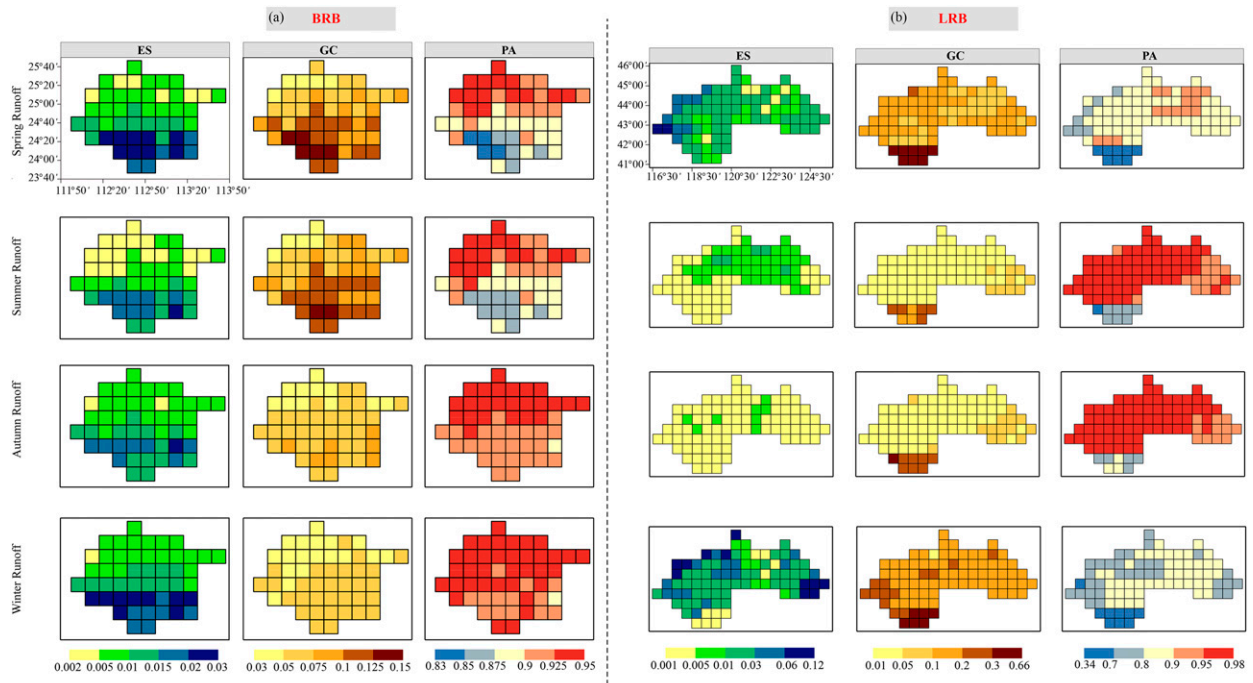 (a) BRB
ES GC PA
Spring Runoff
25°40'
25°20'
25°00'
24°40'
24°20'
24°00'
23°40'
111°50' 112°20' 112°50' 113°20' 113°50'
Summer Runoff
Autumn Runoff
Winter Runoff
0.002 0.005 0.01 0.015 0.02 0.03
0.03 0.05 0.075 0.1 0.125 0.15
0.83 0.85 0.875 0.9 0.925 0.95
(b) LRB
ES GC PA
46°00'
45°00'
44°00'
43°00'
42°00'
41°00'
116°30' 118°30' 120°30' 122°30' 124°30'
0.001 0.005 0.01 0.03 0.06 0.12
0.01 0.05 0.1 0.2 0.3 0.66
0.34 0.7 0.8 0.9 0.95 0.98